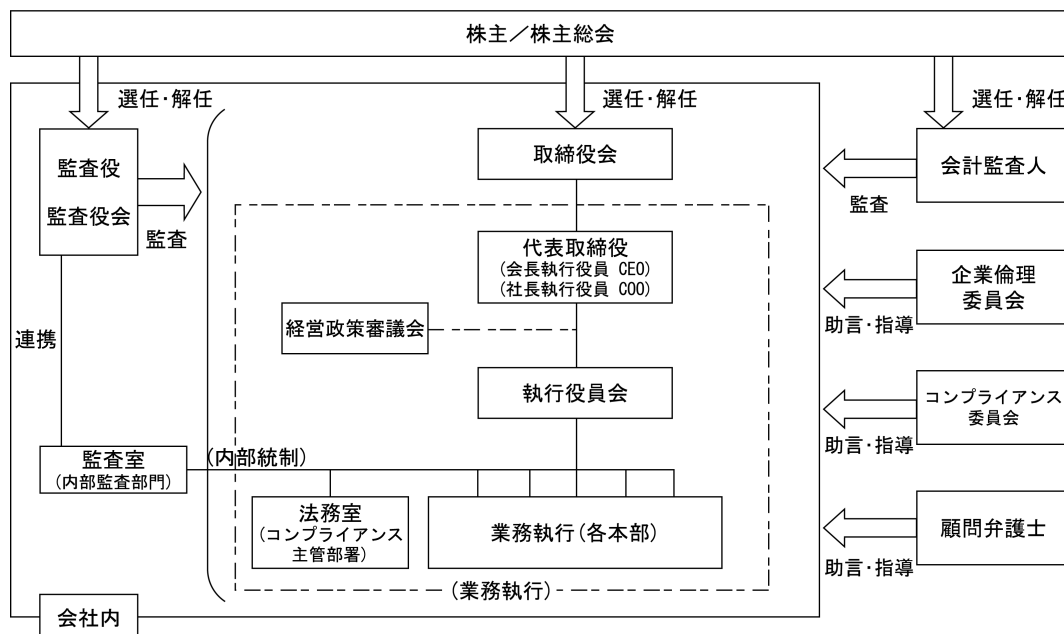 株主／株主総会
選任･解任
選任･解任
選任･解任
監査役
監査役会
監査
取締役会
会計監査人
監査
代表取締役
(会長執行役員 CEO)
(社長執行役員 COO)
企業倫理
委員会
助言･指導
経営政策審議会
連携
執行役員会
コンプライアンス
委員会
助言･指導
監査室
(内部監査部門)
(内部統制)
法務室
(コンプライアンス
主管部署)
業務執行(各本部)
顧問弁護士
助言･指導
(業務執行)
会社内